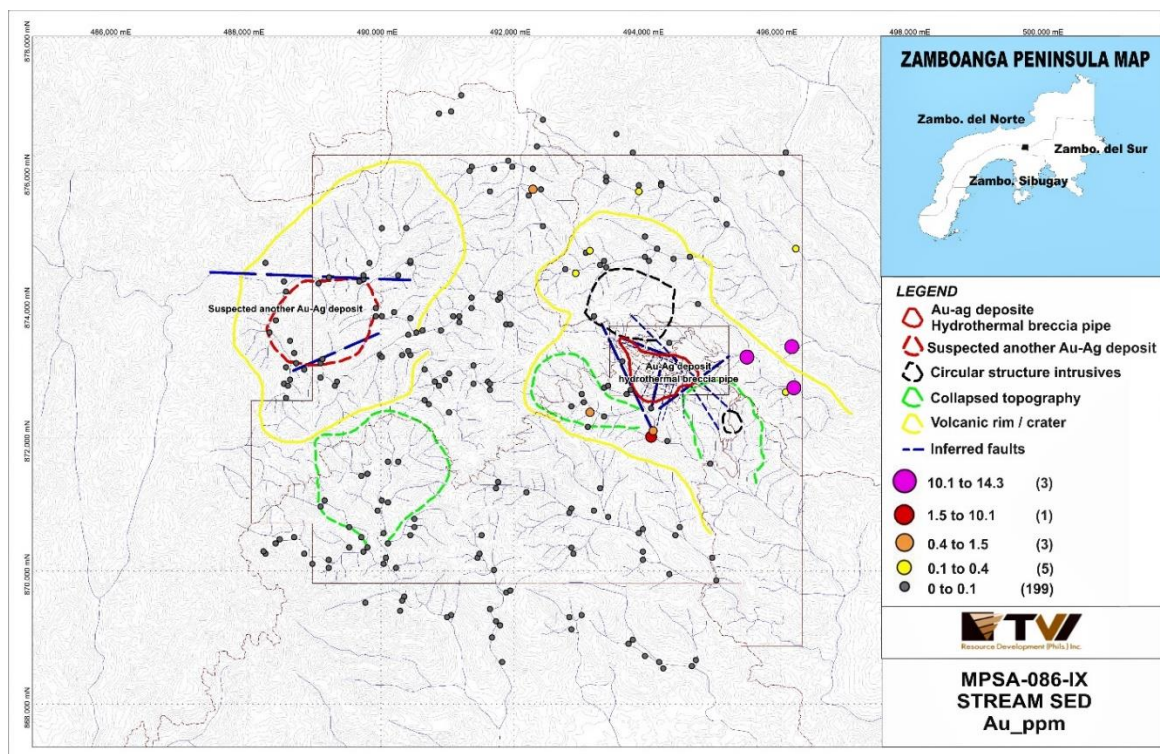 486,000 mE
488,000 mE
490,000 mE
492,000 mE
494,000 mE
496,000 mE
498,000 mE
500,000 mE
878,000 mN
876,000 mN
874,000 mN
872,000 mN
870,000 mN
868,000 mN
Suspected another Au-Ag deposit
Au-Ag deposit
hydrothermal breccia pipe
ZAMBOANGA PENINSULA MAP
Zambo. del Norte
Zambo. del Sur
Zambo. Sibugay
LEGEND
Au-ag deposite
Hydrothermal breccia pipe
Suspected another Au-Ag deposit
Circular structure intrusives
Collapsed topography
Volcanic rim / crater
Inferred faults
10.1 to 14.3 (3)
1.5 to 10.1 (1)
0.4 to 1.5 (3)
0.1 to 0.4 (5)
0 to 0.1 (199)
TVI
Resource Development (Phils.) Inc.
MPSA-086-IX
STREAM SED
Au_ppm